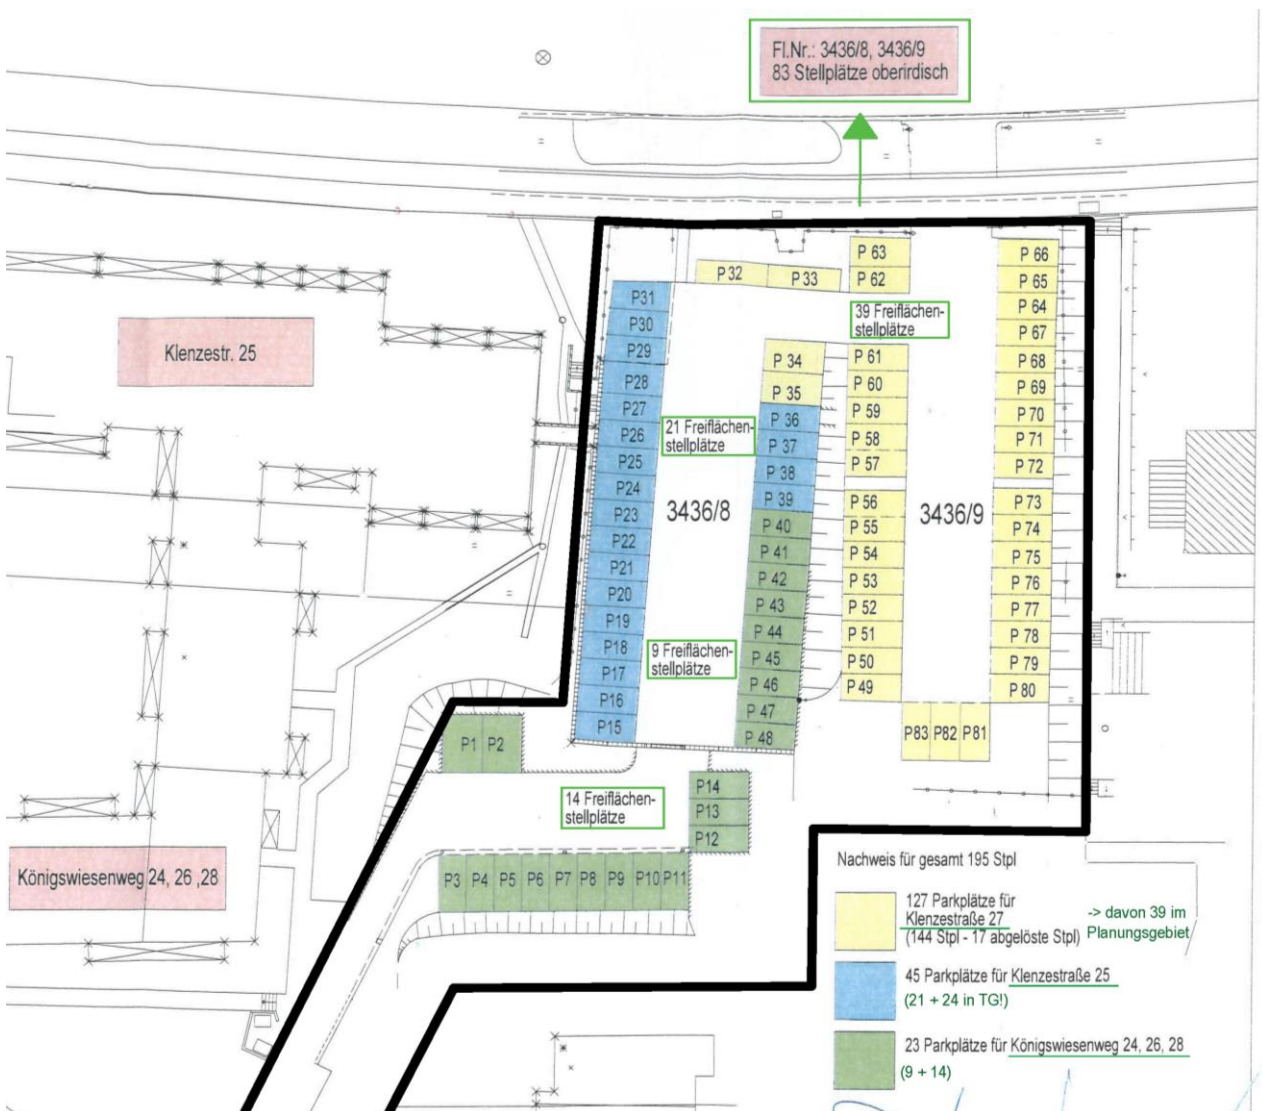 Fl.Nr.: 3436/8, 3436/9
83 Stellplätze oberirdisch
P 63
P 62
P 66
P 65
P 64
P 67
P 68
P 69
P 70
P 71
P 72
P 73
P 74
P 75
P 76
P 77
P 78
P 79
P 80
P 32
P 33
39 Freiflächen-
stellplätze
P31
P30
P29
P28
P27
P26
P25
P24
P23
P22
P21
P20
P19
P18
P17
P16
P15
Klenzestr. 25
21 Freiflächen-
stellplätze
3436/8
9 Freiflächen-
stellplätze
P 34
P 35
P 36
P 37
P 38
P 39
P 40
P 41
P 42
P 43
P 44
P 45
P 46
P 47
P 48
P 61
P 60
P 59
P 58
P 57
P 56
P 55
P 54
P 53
P 52
P 51
P 50
P 49
3436/9
P83 P82 P81
P1 P2
14 Freiflächen-
stellplätze
P14
P13
P12
P3 P4 P5 P6 P7 P8 P9 P10 P11
Königswiesenweg 24, 26 ,28
Nachweis für gesamt 195 Stpl
127 Parkplätze für
Klenzestraße 27
(144 Stpl - 17 abgelöste Stpl)
-> davon 39 im
Planungsgebiet
45 Parkplätze für Klenzestraße 25
(21 + 24 in TG!)
23 Parkplätze für Königswiesenweg 24, 26, 28
(9 + 14)